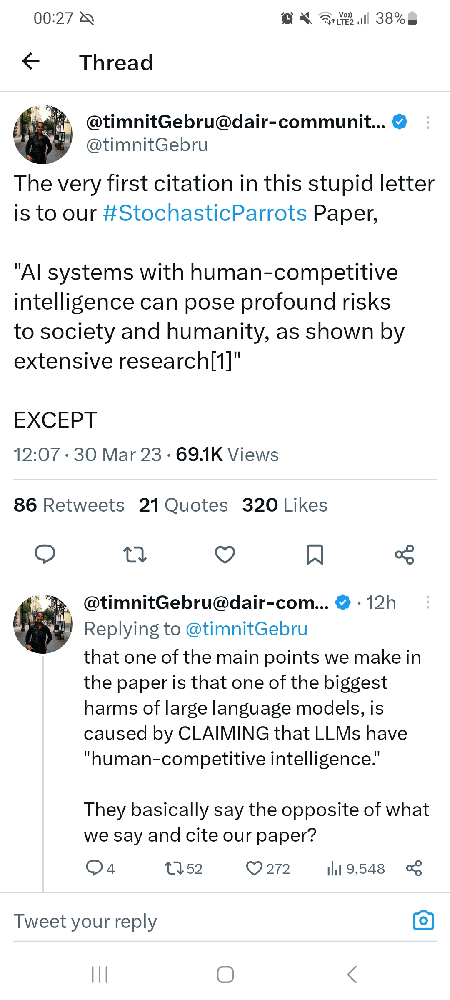 00:27 Vo)) LTE2 38%
Thread
@timnitGebru@dair-communit...
@timnitGebru
The very first citation in this stupid letter
is to our #StochasticParrots Paper,
"AI systems with human-competitive
intelligence can pose profound risks
to society and humanity, as shown by
extensive research[1]"
EXCEPT
12:07 · 30 Mar 23 · 69.1K Views
86 Retweets 21 Quotes 320 Likes
@timnitGebru@dair-com... · 12h
Replying to @timnitGebru
that one of the main points we make in
the paper is that one of the biggest
harms of large language models, is
caused by CLAIMING that LLMs have
"human-competitive intelligence."
They basically say the opposite of what
we say and cite our paper?
4 52 272 9,548
Tweet your reply